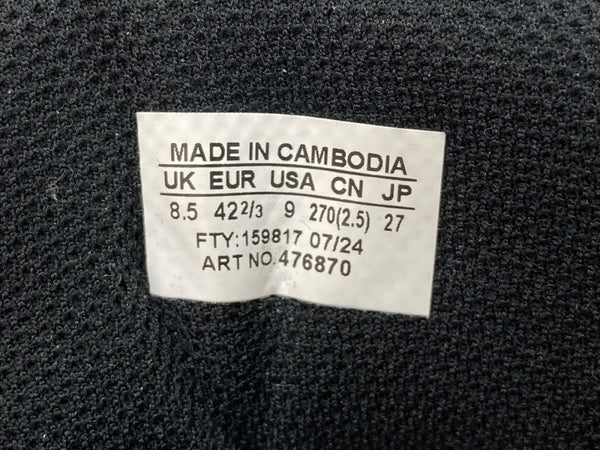 MADE IN CAMBODIA
UK EUR USA CN JP
8.5 42 2/3 9 270(2.5) 27
FTY:159817 07/24
ART NO.476870